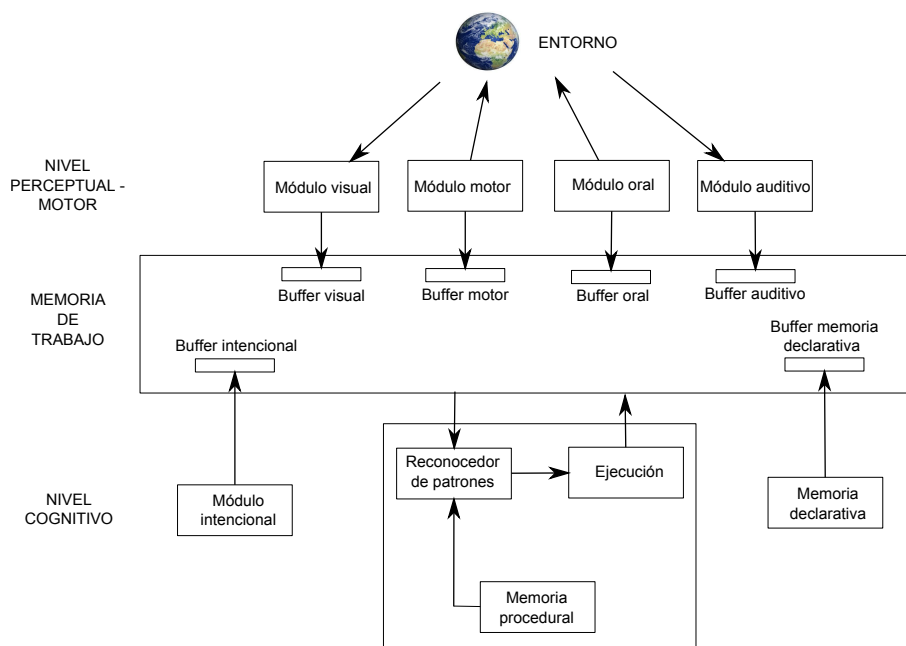 ENTORNO
NIVEL
PERCEPTUAL -
MOTOR
Módulo visual
Módulo motor
Módulo oral
Módulo auditivo
MEMORIA
DE
TRABAJO
Buffer visual
Buffer motor
Buffer oral
Buffer auditivo
Buffer intencional
Buffer memoria
declarativa
NIVEL
COGNITIVO
Módulo
intencional
Reconocedor
de patrones
Ejecución
Memoria
declarativa
Memoria
procedural